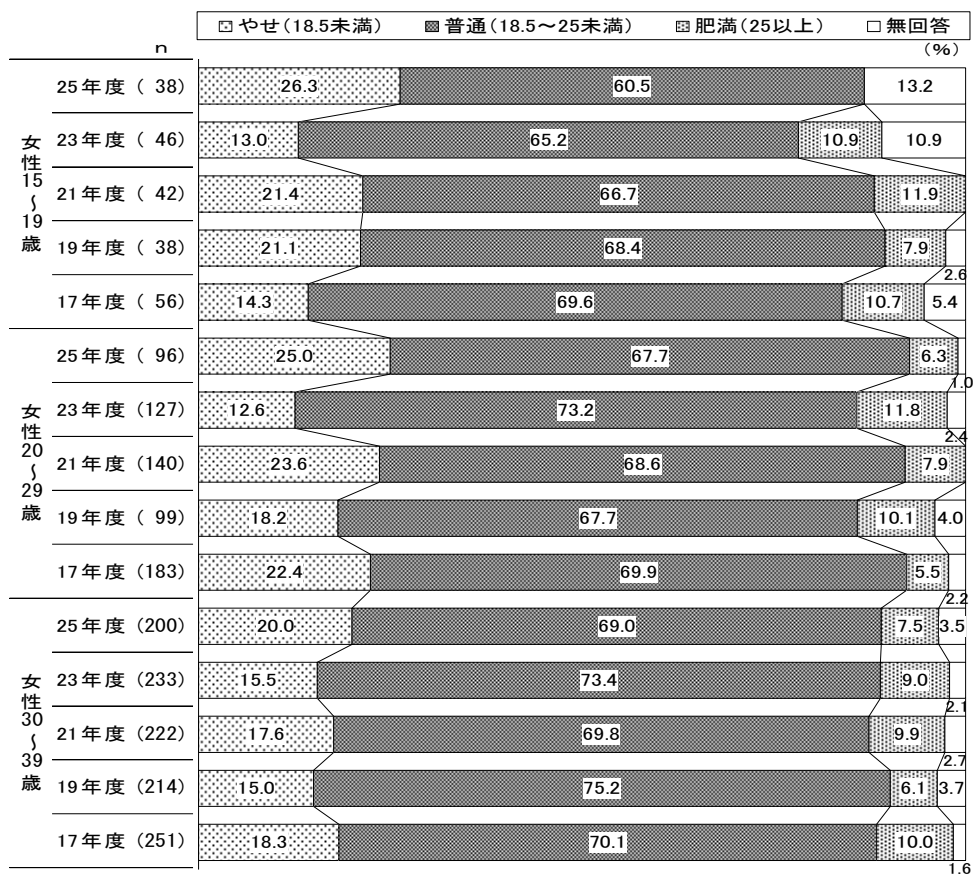 やせ(18.5未満) 普通(18.5～25未満) 肥満(25以上) 無回答
n (%)
女性15～19歳
25年度 ( 38) 26.3 60.5 13.2
23年度 ( 46) 13.0 65.2 10.9 10.9
21年度 ( 42) 21.4 66.7 11.9
19年度 ( 38) 21.1 68.4 7.9 2.6
17年度 ( 56) 14.3 69.6 10.7 5.4
女性20～29歳
25年度 ( 96) 25.0 67.7 6.3 1.0
23年度 (127) 12.6 73.2 11.8 2.4
21年度 (140) 23.6 68.6 7.9
19年度 ( 99) 18.2 67.7 10.1 4.0
17年度 (183) 22.4 69.9 5.5 2.2
女性30～39歳
25年度 (200) 20.0 69.0 7.5 3.5
23年度 (233) 15.5 73.4 9.0 2.1
21年度 (222) 17.6 69.8 9.9 2.7
19年度 (214) 15.0 75.2 6.1 3.7
17年度 (251) 18.3 70.1 10.0 1.6